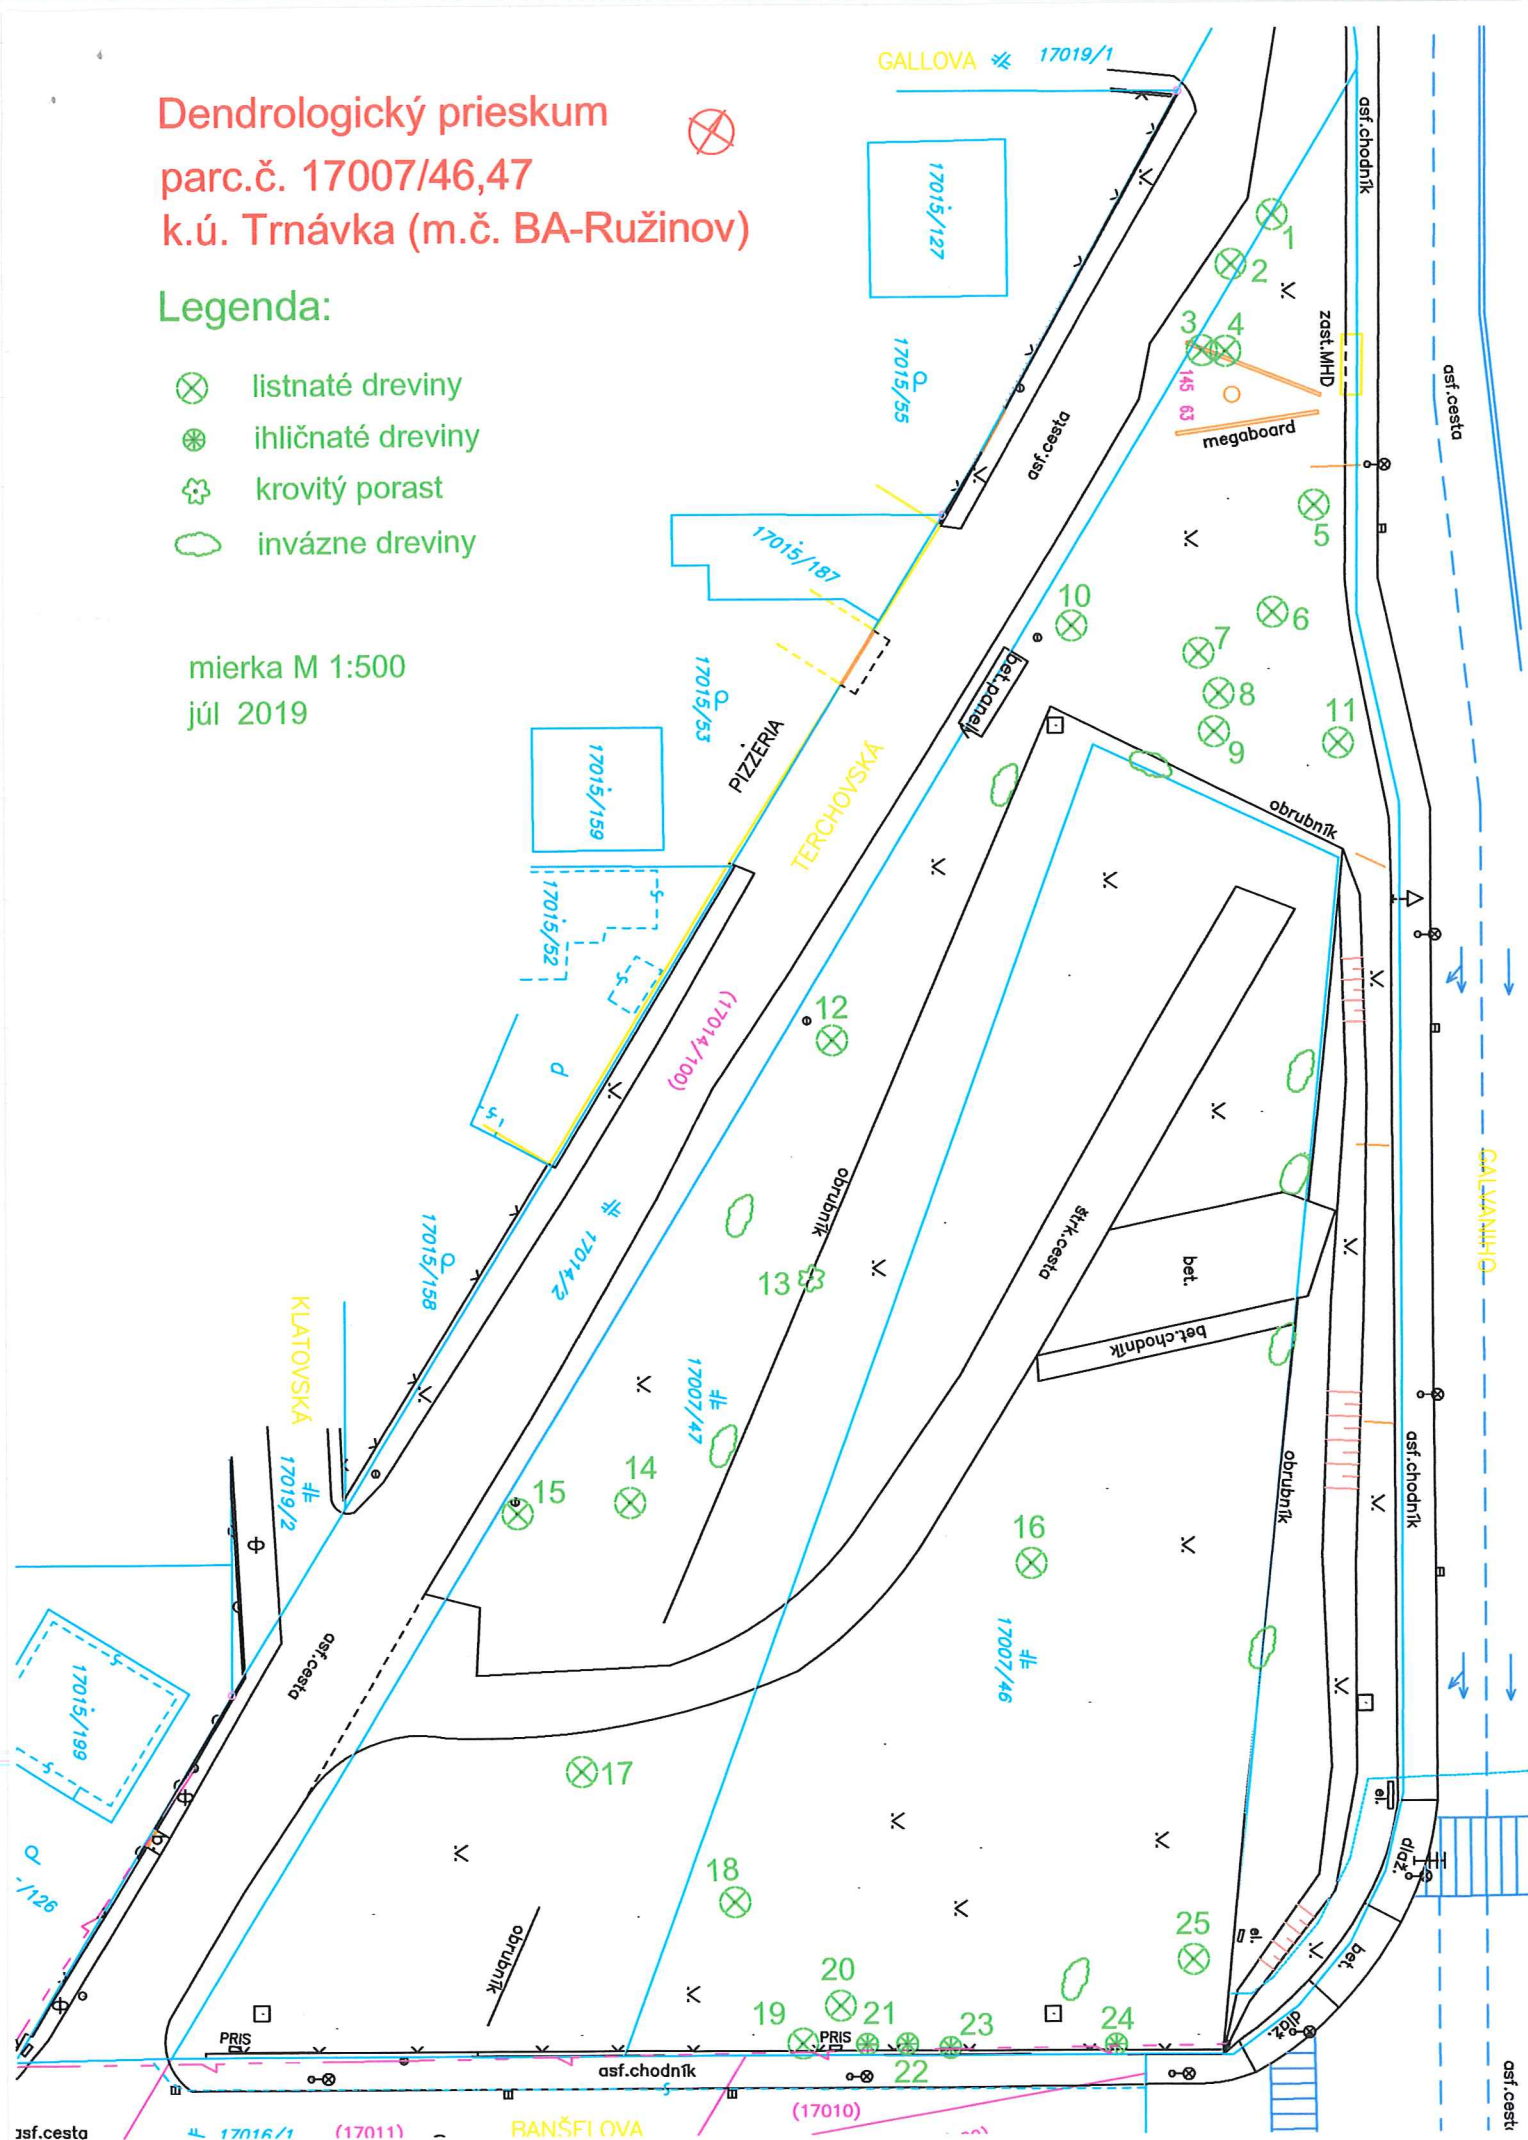 Dendrologický prieskum
parc.č. 17007/46,47
k.ú. Trnávka (m.č. BA-Ružinov)
Legenda:
listnaté dreviny
ihličnaté dreviny
krovitý porast
invázne dreviny
mierka M 1:500
júl 2019
GALLOVA
17019/1
17015/127
asf.chodník
1
2
3
4
145 63
zast.MHD
megaboard
asf.cesta
17015/55
asf.cesta
5
17015/187
10
6
7
8
9
11
17015/53
bet.panely
PIZZERIA
TERCHOVSKÁ
17015/159
obrubník
17015/52
12
(17014/100)
obrubník
štrk.cesta
GALVANIHO
17014/2
17015/158
13
bet.
bet.chodník
KLATOVSKÁ
17007/47
17019/2
15
14
16
obrubník
asf.chodník
asf.cesta
17007/46
17015/199
17
el.
dlaž.
-/126
18
obrubník
25
el.
bet.
20
19
21
22
23
24
dlaž.
PRIS
PRIS
asf.chodník
asf.cesta
(17010)
17016/1
(17011)
BANŠELOVA